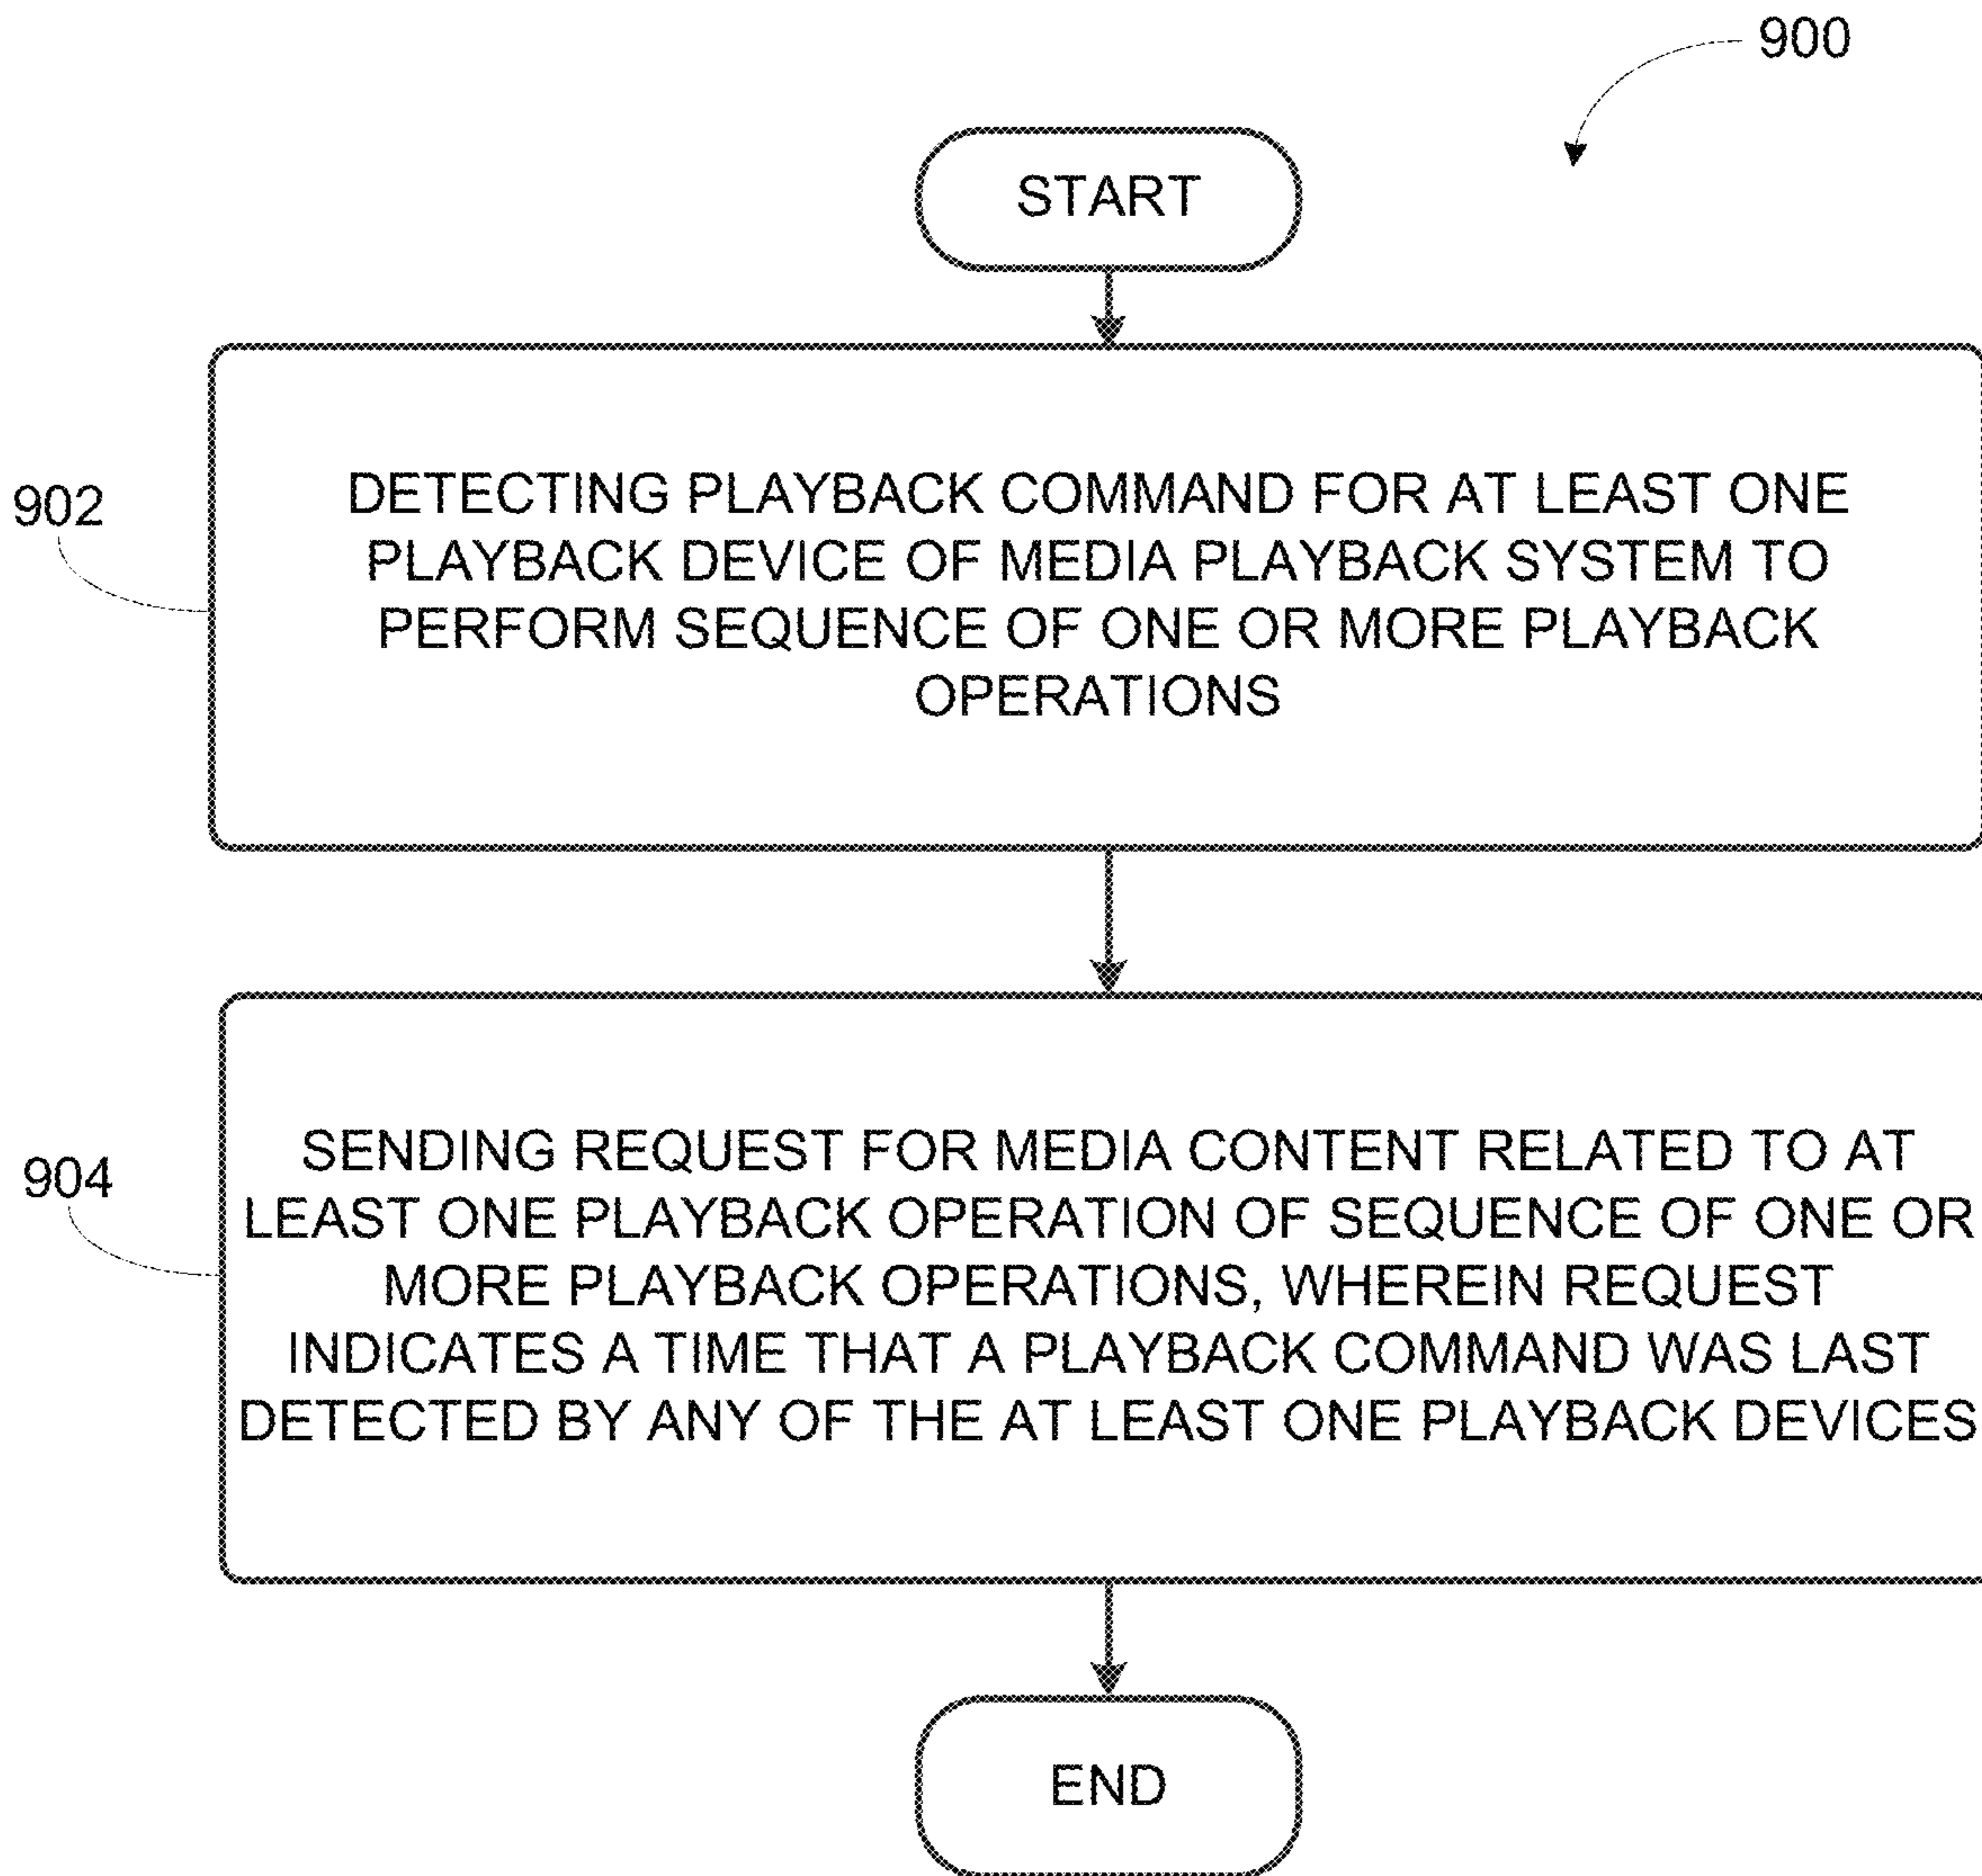 900
START
902
DETECTING PLAYBACK COMMAND FOR AT LEAST ONE
PLAYBACK DEVICE OF MEDIA PLAYBACK SYSTEM TO
PERFORM SEQUENCE OF ONE OR MORE PLAYBACK
OPERATIONS
904
SENDING REQUEST FOR MEDIA CONTENT RELATED TO AT
LEAST ONE PLAYBACK OPERATION OF SEQUENCE OF ONE OR
MORE PLAYBACK OPERATIONS, WHEREIN REQUEST
INDICATES A TIME THAT A PLAYBACK COMMAND WAS LAST
DETECTED BY ANY OF THE AT LEAST ONE PLAYBACK DEVICES
END